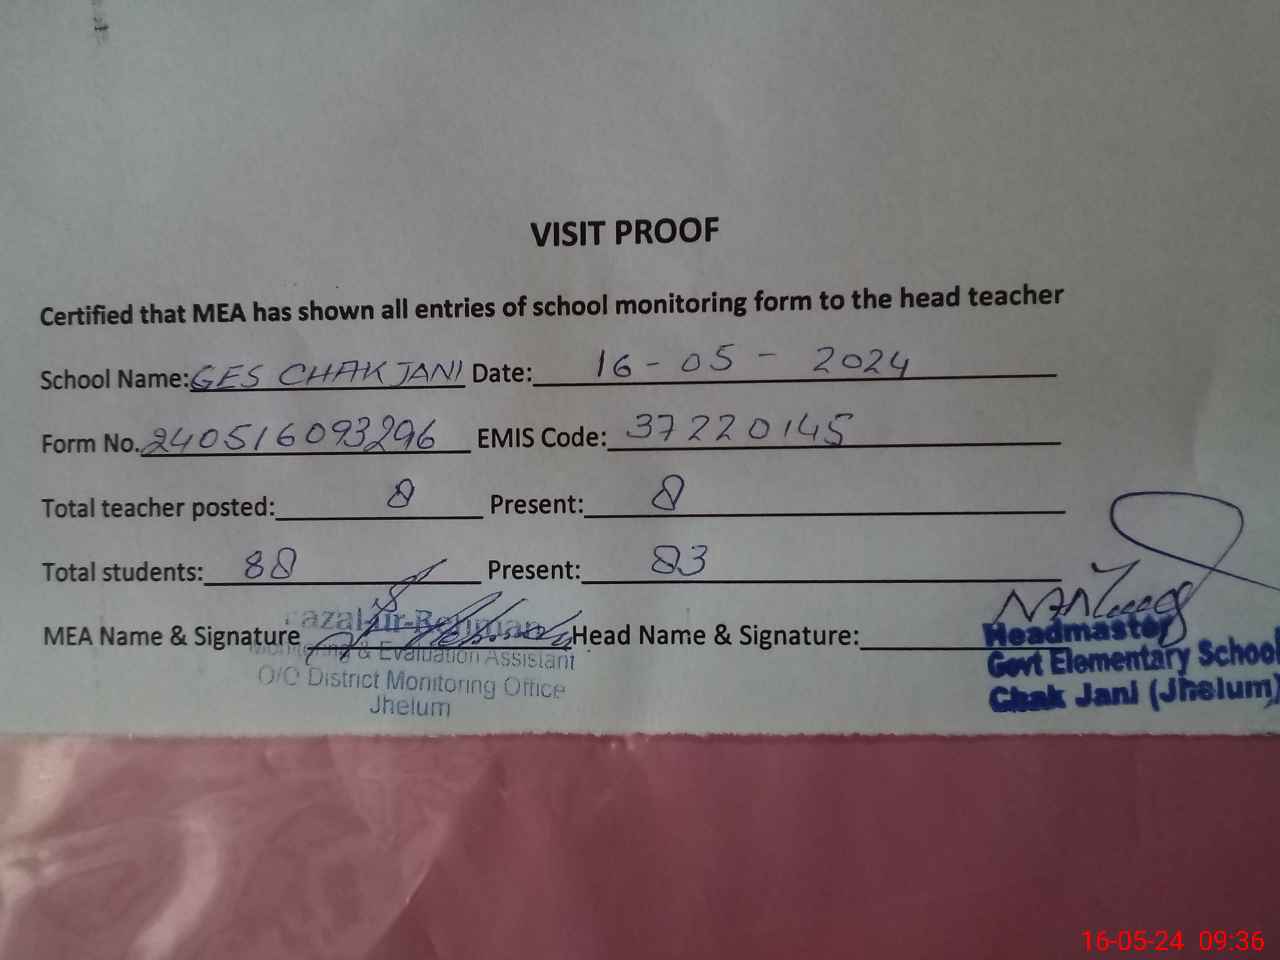 VISIT PROOF
Certified that MEA has shown all entries of school monitoring form to the head teacher
School Name: GES CHAK JANI Date: 16-05-2024
Form No. 240516093296 EMIS Code: 37220145
Total teacher posted: 8 Present: 8
Total students: 88 Present: 83
MEA Name & Signature Head Name & Signature:
Fazal-ur-Rehman
Monitoring & Evaluation Assistant
O/O District Monitoring Office
Jhelum
Headmaster
Govt Elementary School
Chak Jani (Jhelum)
16-05-24 09:36